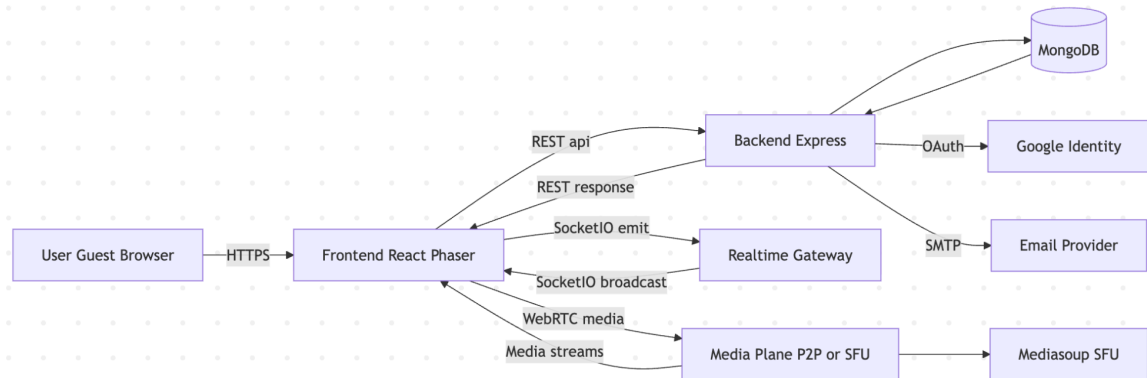 MongoDB
REST api
Backend Express
OAuth
Google Identity
REST response
SocketIO emit
User Guest Browser
HTTPS
Frontend React Phaser
Realtime Gateway
SMTP
Email Provider
SocketIO broadcast
WebRTC media
Media streams
Media Plane P2P or SFU
Mediasoup SFU